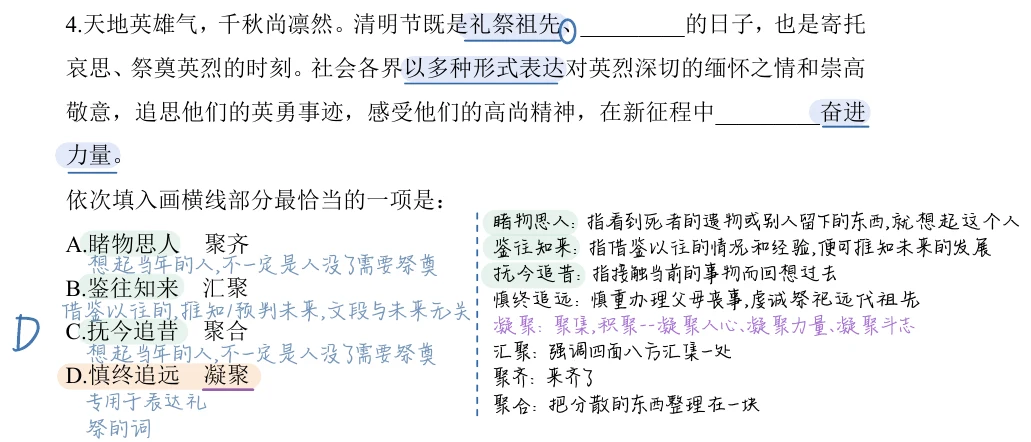 4.天地英雄气，千秋尚凛然。清明节既是礼祭祖先、_________的日子，也是寄托
哀思、祭奠英烈的时刻。社会各界以多种形式表达对英烈深切的缅怀之情和崇高
敬意，追思他们的英勇事迹，感受他们的高尚精神，在新征程中_________奋进
力量。
依次填入画横线部分最恰当的一项是：
A.睹物思人 聚齐
想起当年的人,不一定是人没了需要祭奠
B.鉴往知来 汇聚
借鉴以往的,推知/预判未来,文段与未来无关
D
C.抚今追昔 聚合
想起当年的人,不一定是人没了需要祭奠
D.慎终追远 凝聚
专用于表达礼
祭的词
睹物思人：指看到死者的遗物或别人留下的东西,就想起这个人
鉴往知来：指借鉴以往的情况和经验,便可推知未来的发展
抚今追昔：指接触当前的事物而回想过去
慎终追远：慎重办理父母丧事,虔诚祭祀远代祖先
凝聚：聚集,积聚--凝聚人心、凝聚力量、凝聚斗志
汇聚：强调四面八方汇集一处
聚齐：来齐了
聚合：把分散的东西整理在一块